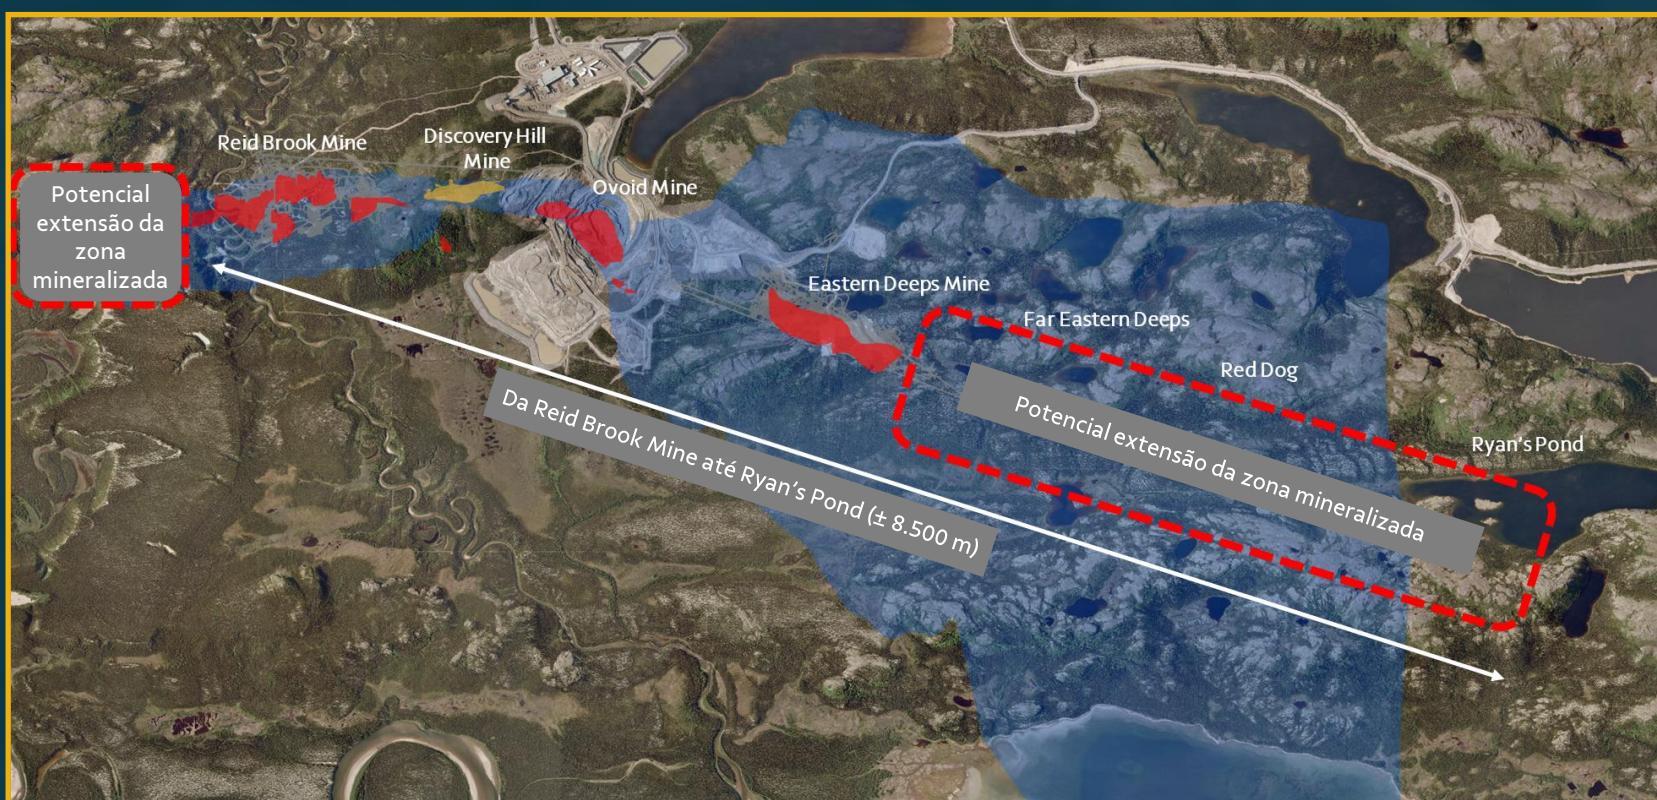 Reid Brook Mine
Discovery Hill
Mine
Ovoid Mine
Potencial
extensão da
zona
mineralizada
Eastern Deeps Mine
Far Eastern Deeps
Red Dog
Ryan's Pond
Potencial extensão da zona mineralizada
Da Reid Brook Mine até Ryan's Pond (± 8.500 m)